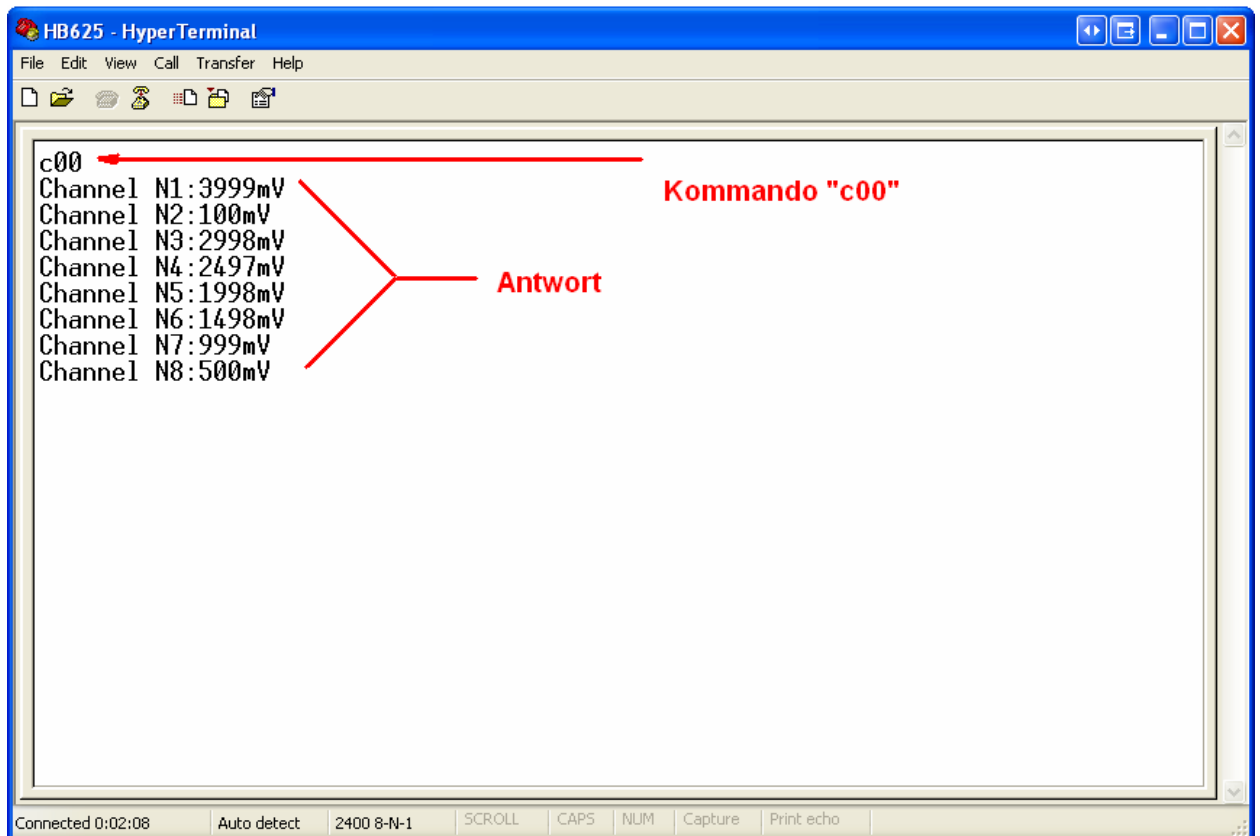 HB625 - HyperTerminal
File Edit View Call Transfer Help
c00
Kommando "c00"
Channel N1:3999mV
Channel N2:100mV
Channel N3:2998mV
Channel N4:2497mV
Antwort
Channel N5:1998mV
Channel N6:1498mV
Channel N7:999mV
Channel N8:500mV
Connected 0:02:08 Auto detect 2400 8-N-1 SCROLL CAPS NUM Capture Print echo